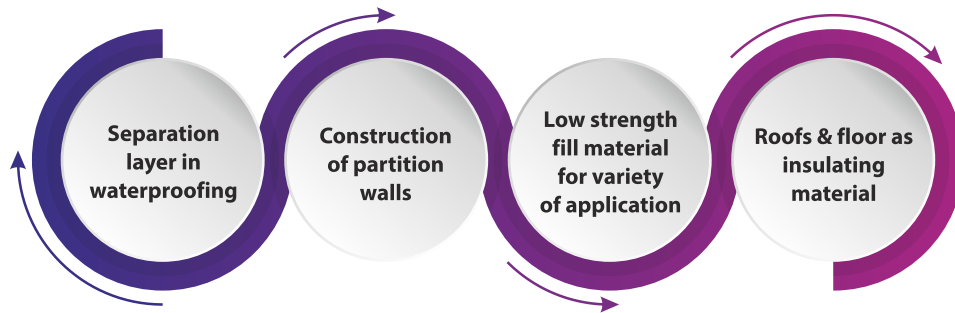 Separation
layer in
waterproofing
Construction
of partition
walls
Low strength
fill material
for variety
of application
Roofs & floor as
insulating
material